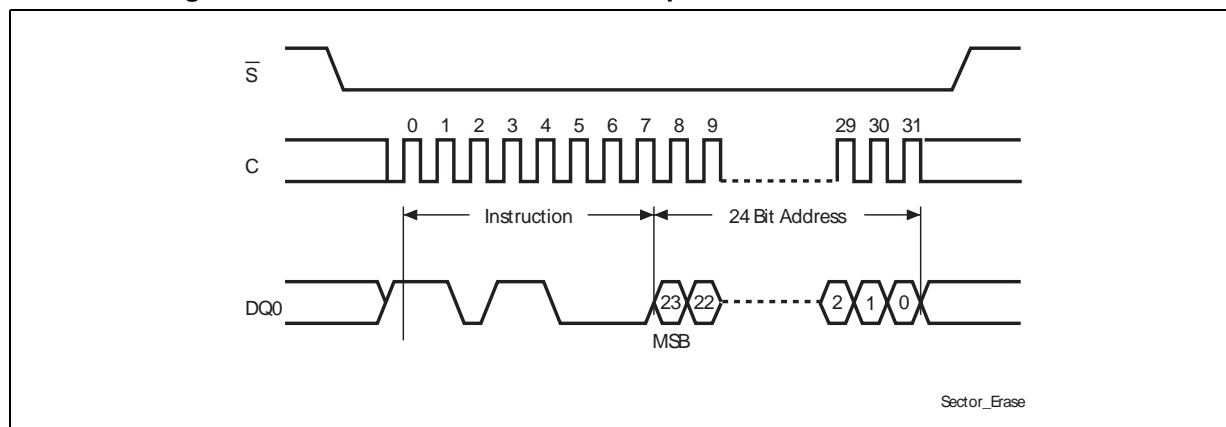 S̅
0 1 2 3 4 5 6 7 8 9 29 30 31
C
Instruction 24 Bit Address
DQ0 23 22 2 1 0
MSB
Sector_Erase